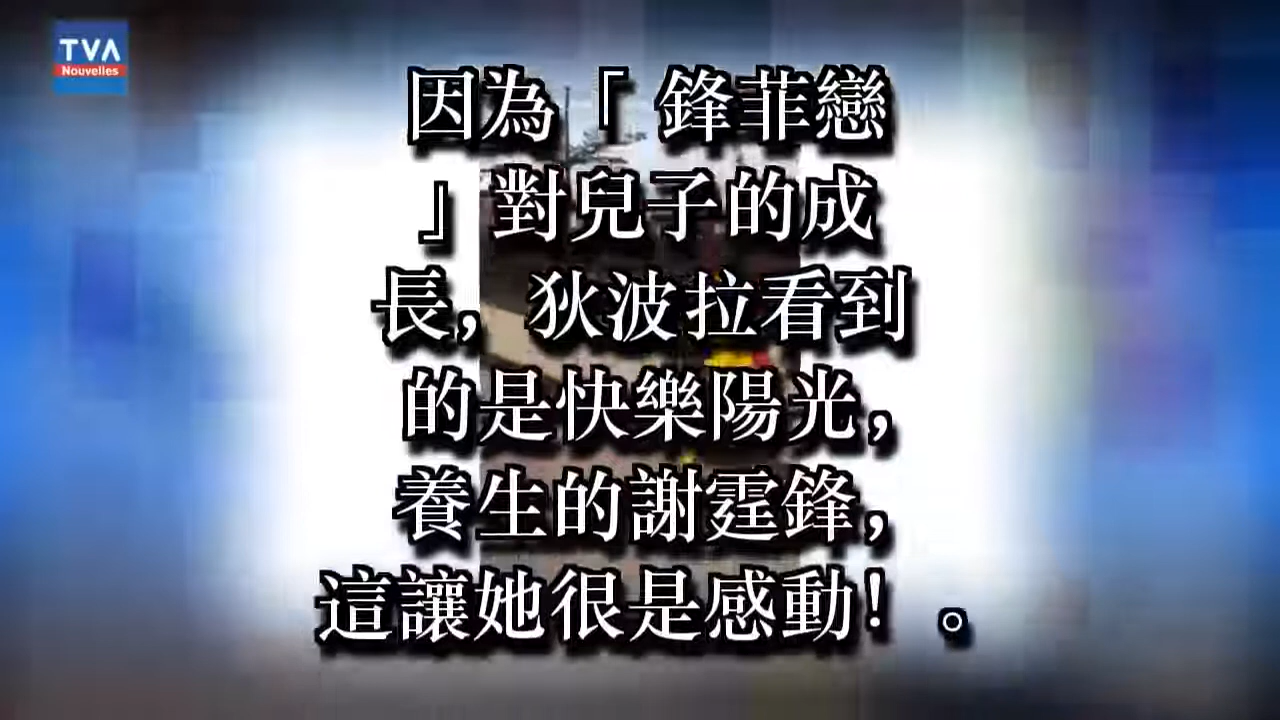 TVA
Nouvelles
因為「 鋒菲戀
』對兒子的成
長，狄波拉看到
的是快樂陽光，
養生的謝霆鋒，
這讓她很是感動！。